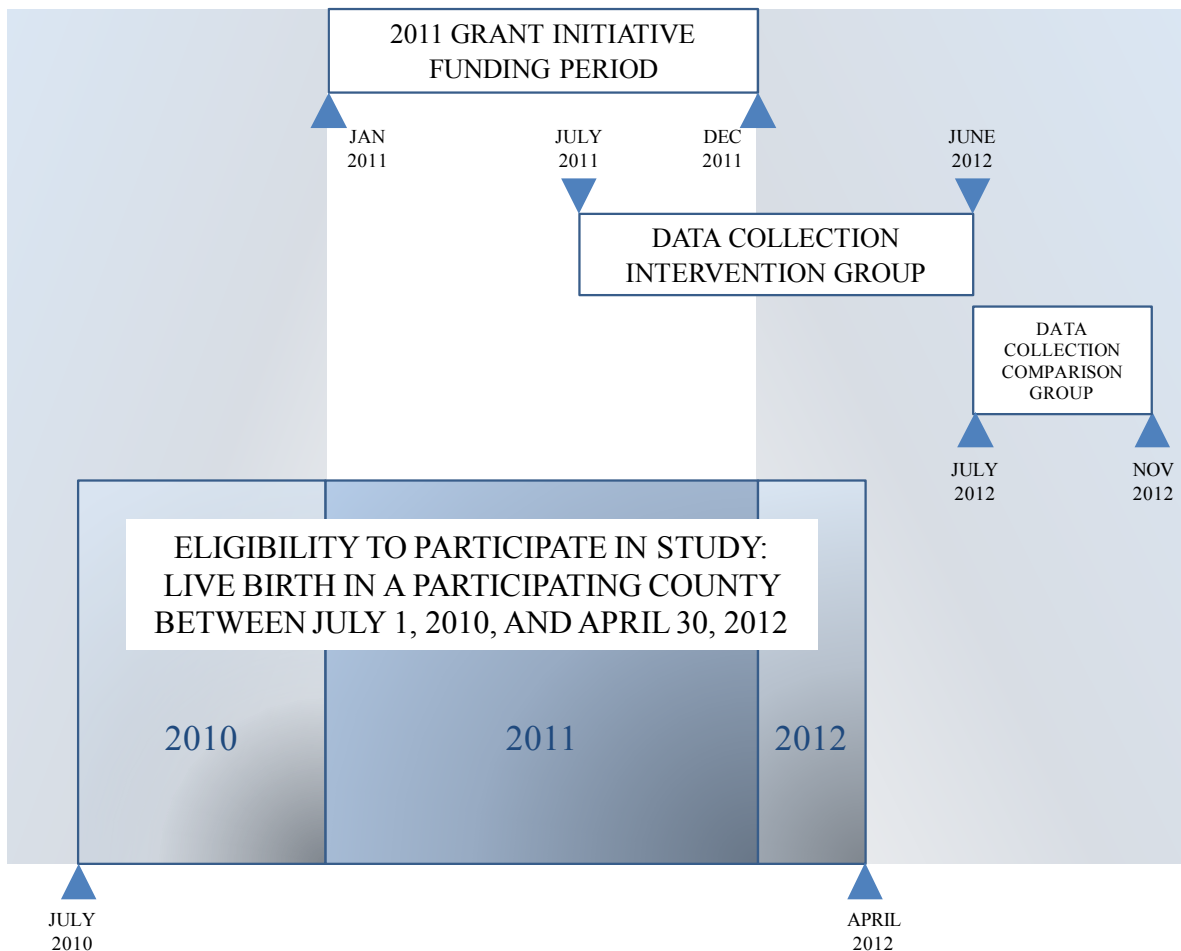 2011 GRANT INITIATIVE
FUNDING PERIOD
JAN
2011
JULY
2011
DEC
2011
JUNE
2012
DATA COLLECTION
INTERVENTION GROUP
DATA
COLLECTION
COMPARISON
GROUP
JULY
2012
NOV
2012
ELIGIBILITY TO PARTICIPATE IN STUDY:
LIVE BIRTH IN A PARTICIPATING COUNTY
BETWEEN JULY 1, 2010, AND APRIL 30, 2012
2010
2011
2012
JULY
2010
APRIL
2012